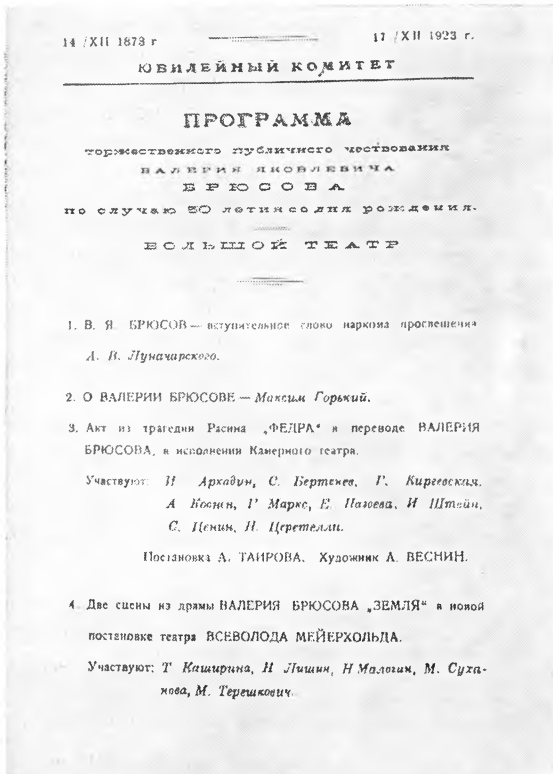 14 /XII 1873 г
17 /XII 1923 г.
ЮБИЛЕЙНЫЙ КОМИТЕТ
ПРОГРАММА
торжественного публичного чествования
ВАЛЕРИЯ ЯКОВЛЕВИЧА
БРЮСОВА
по случаю 50 летия со дня рождения.
БОЛЬШОЙ ТЕАТР
1. В. Я. БРЮСОВ — вступительное слово наркома просвещения
А. В. Луначарского.
2. О ВАЛЕРИИ БРЮСОВЕ — Максим Горький.
3. Акт из трагедии Расина „ФЕДРА“ в переводе ВАЛЕРИЯ
БРЮСОВА, в исполнении Камерного театра.
Участвуют: И Аркадин, С. Бертенев, Г. Киреевская.
А Коонен, Г Маркс, Е. Позоева, И Штейн,
С. Ценин, Н. Церетелли.
Постановка А. ТАИРОВА. Художник А. ВЕСНИН.
4. Две сцены из драмы ВАЛЕРИЯ БРЮСОВА „ЗЕМЛЯ“ в новой
постановке театра ВСЕВОЛОДА МЕЙЕРХОЛЬДА.
Участвуют: Т Каширина, Н Лишин, Н Мологин, М. Суха-
нова, М. Терешкович.